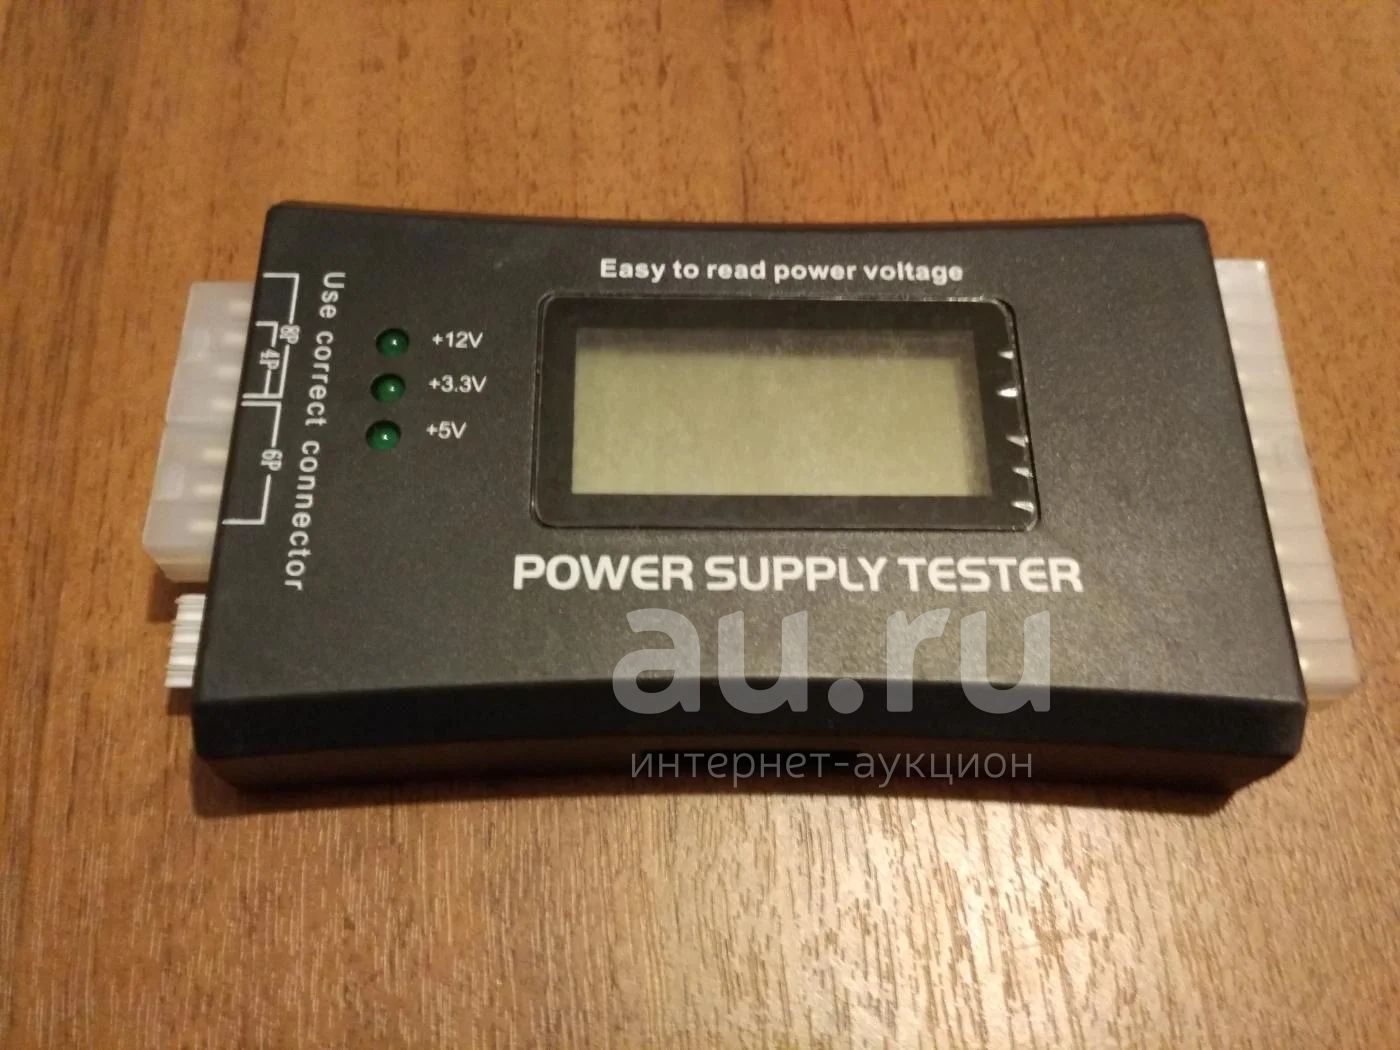 Easy to read power voltage
+12V
+3.3V
+5V
Use correct connector
8P
4P
6P
POWER SUPPLY TESTER
au.ru
интернет-аукцион